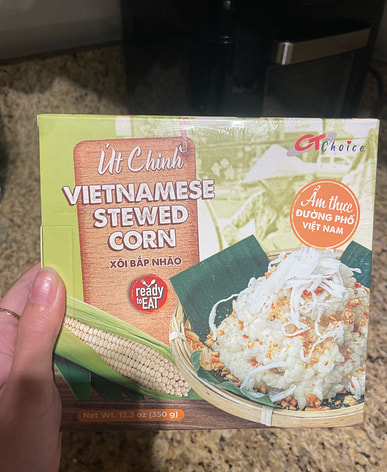 Út Chinh
CT Choice
VIETNAMESE
STEWED
CORN
XÔI BẮP NHÃO
Ẩm thực
ĐƯỜNG PHỐ
VIỆT NAM
ready
to EAT
Net Wt. 12.3 oz (350 g)